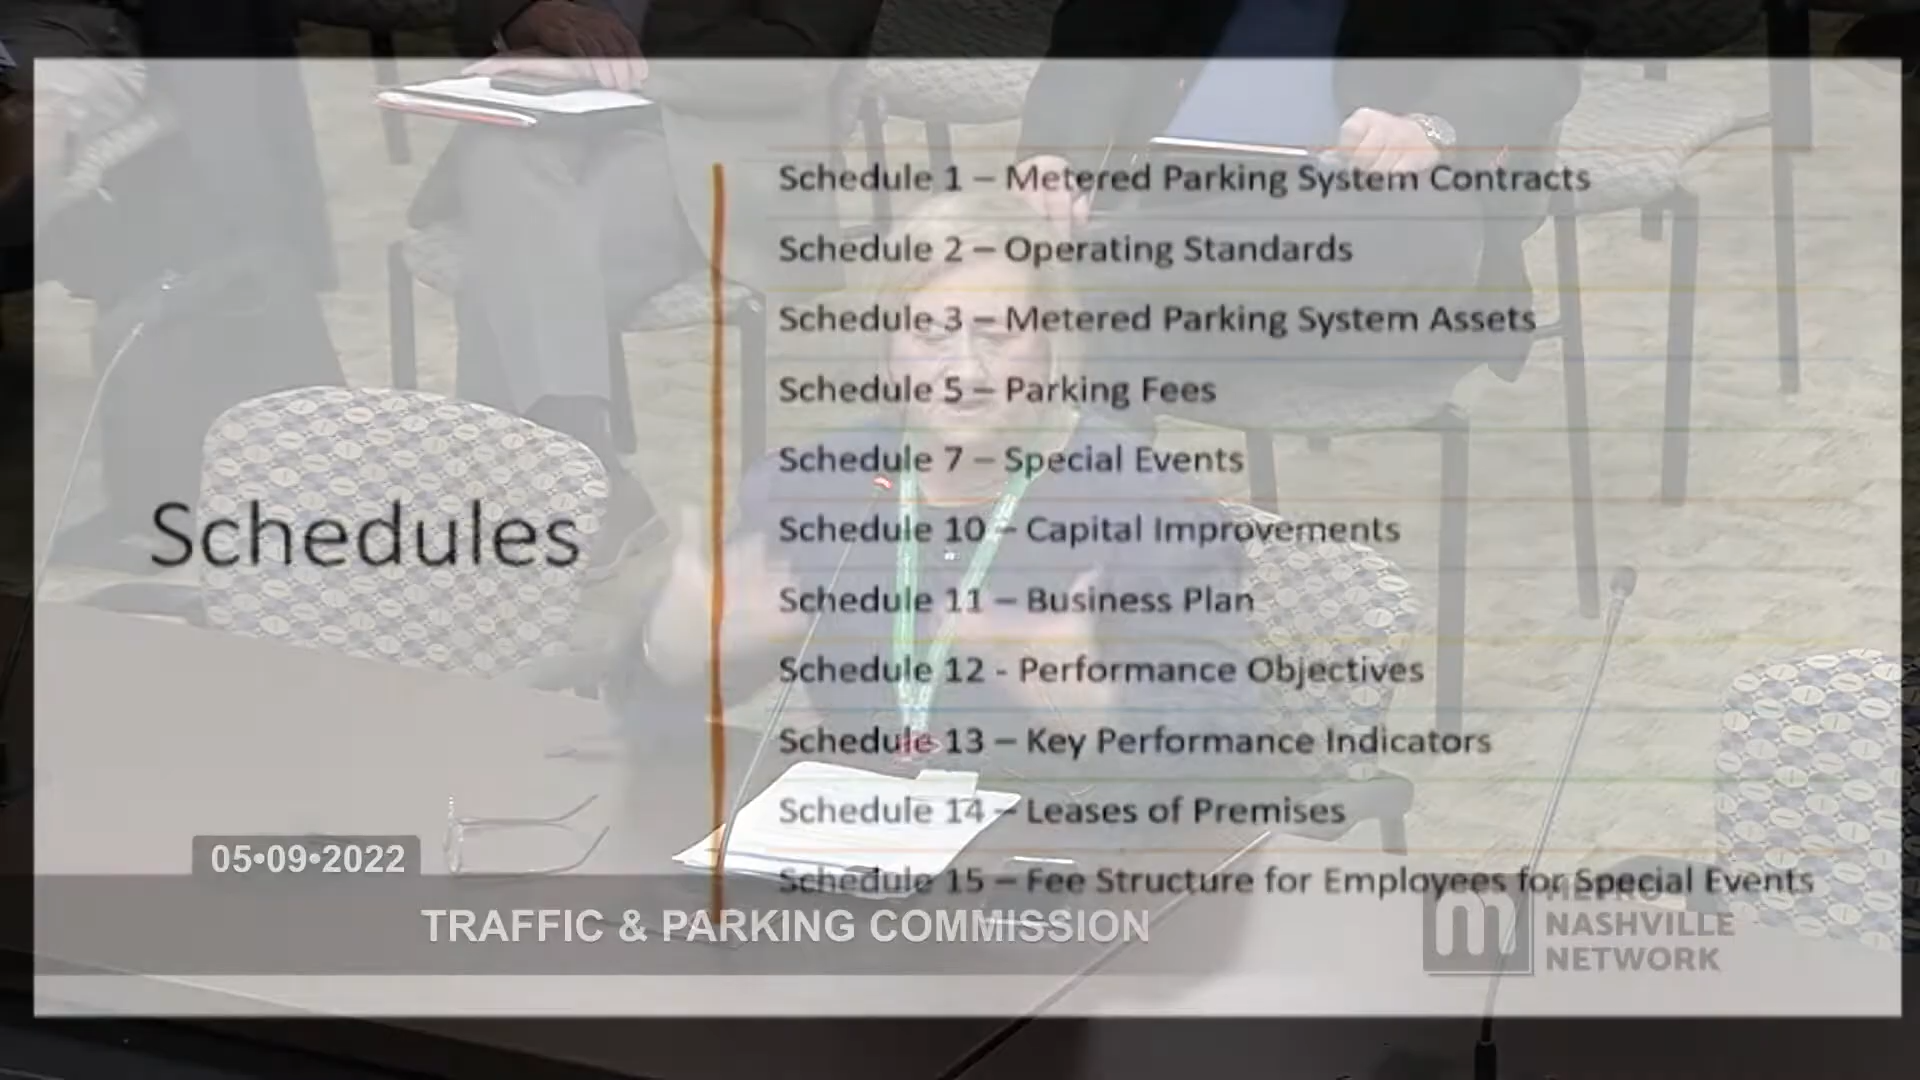 Schedules
Schedule 1 – Metered Parking System Contracts
Schedule 2 – Operating Standards
Schedule 3 – Metered Parking System Assets
Schedule 5 – Parking Fees
Schedule 7 – Special Events
Schedule 10 – Capital Improvements
Schedule 11 – Business Plan
Schedule 12 - Performance Objectives
Schedule 13 – Key Performance Indicators
Schedule 14 – Leases of Premises
Schedule 15 – Fee Structure for Employees for Special Events
05•09•2022
TRAFFIC & PARKING COMMISSION
m
METRO
NASHVILLE
NETWORK